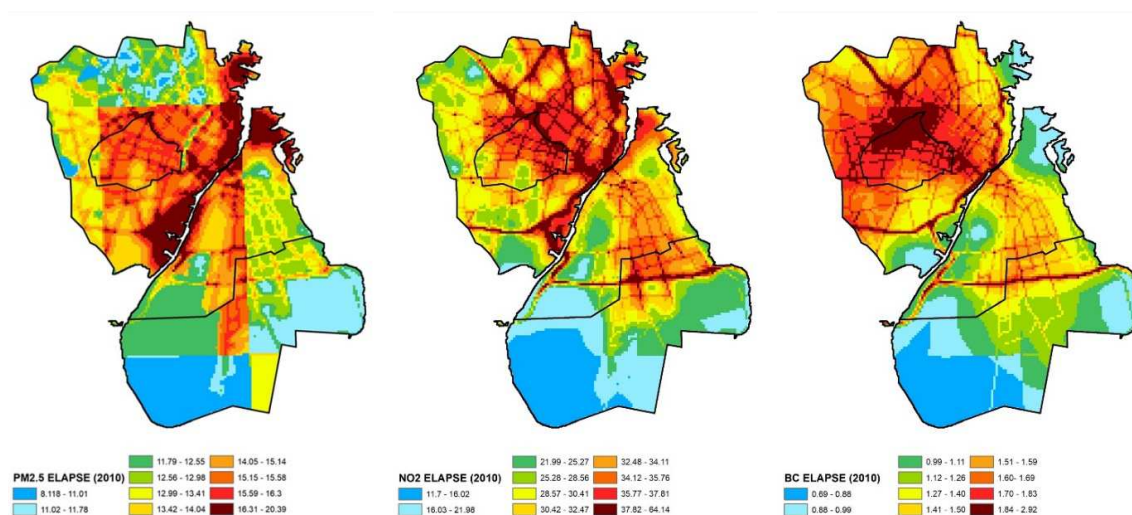 PM2.5 ELAPSE (2010)
8.118 - 11.01
11.02 - 11.78
11.79 - 12.55
12.56 - 12.98
12.99 - 13.41
13.42 - 14.04
14.05 - 15.14
15.15 - 15.58
15.59 - 16.3
16.31 - 20.39
NO2 ELAPSE (2010)
11.7 - 16.02
16.03 - 21.98
21.99 - 25.27
25.28 - 28.56
28.57 - 30.41
30.42 - 32.47
32.48 - 34.11
34.12 - 35.76
35.77 - 37.81
37.82 - 64.14
BC ELAPSE (2010)
0.69 - 0.88
0.88 - 0.99
0.99 - 1.11
1.12 - 1.26
1.27 - 1.40
1.41 - 1.50
1.51 - 1.59
1.60- 1.69
1.70 - 1.83
1.84 - 2.92